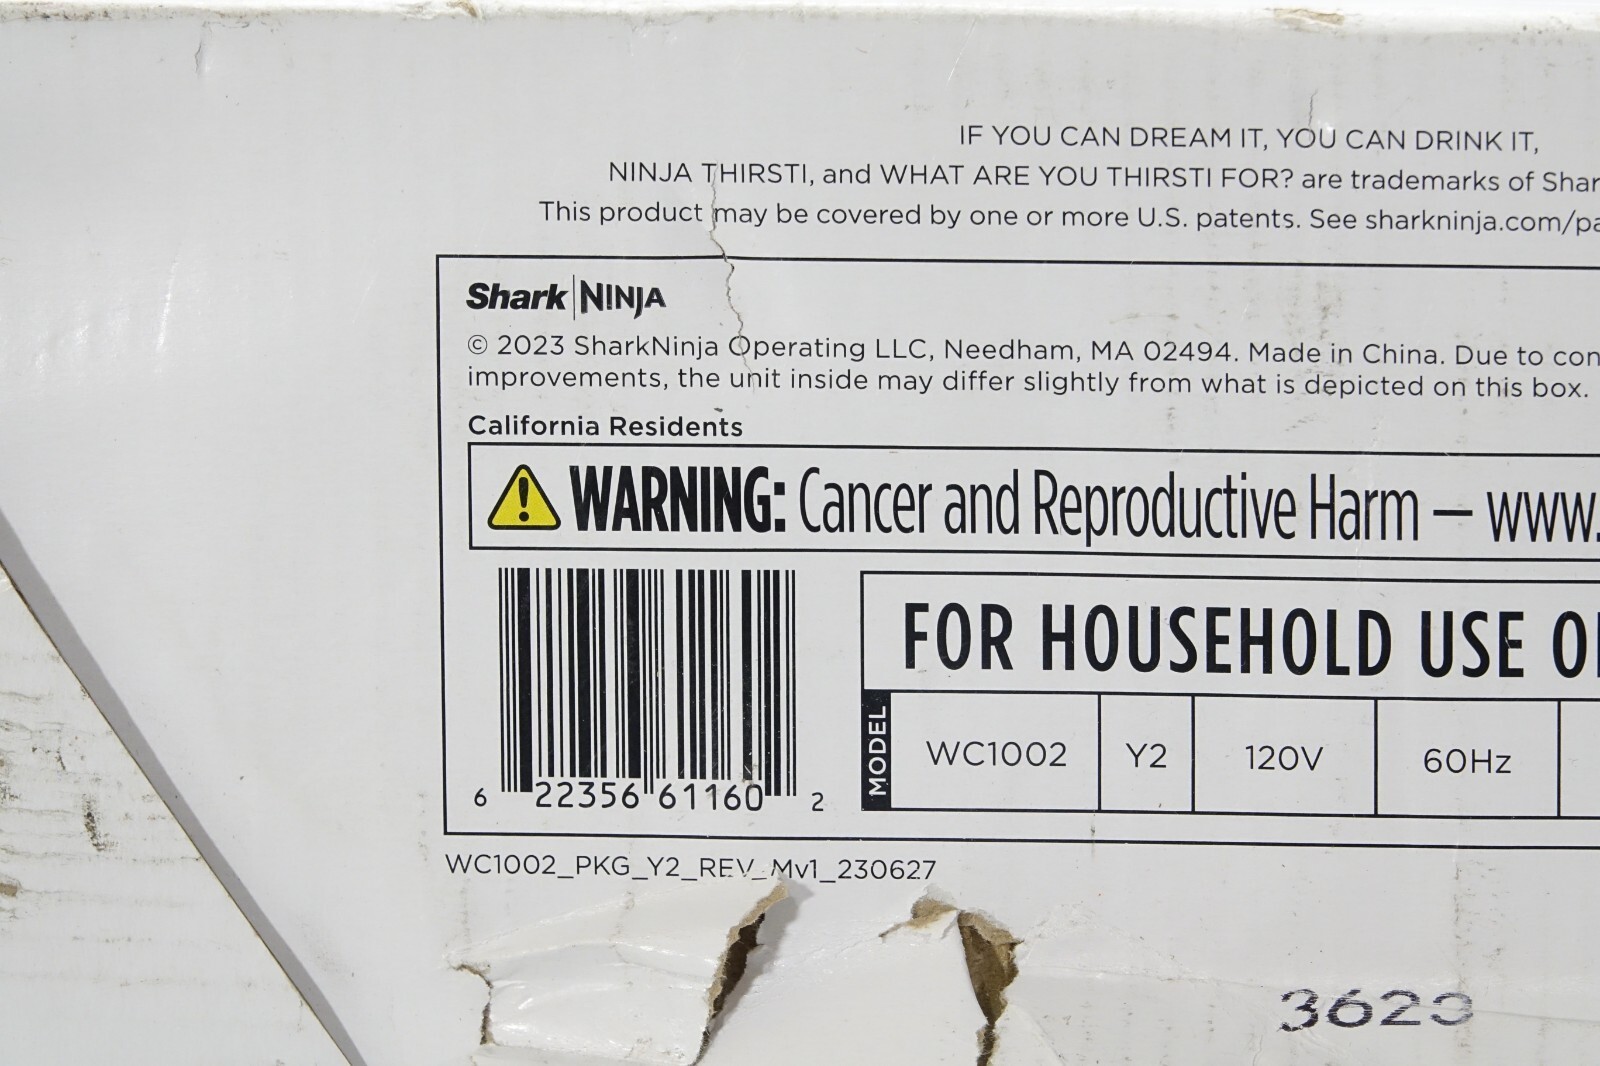 IF YOU CAN DREAM IT, YOU CAN DRINK IT,
NINJA THIRSTI, and WHAT ARE YOU THIRSTI FOR? are trademarks of Shar
This product may be covered by one or more U.S. patents. See sharkninja.com/pa
Shark NINJA
© 2023 SharkNinja Operating LLC, Needham, MA 02494. Made in China. Due to con
improvements, the unit inside may differ slightly from what is depicted on this box.
California Residents
WARNING: Cancer and Reproductive Harm — www.
FOR HOUSEHOLD USE
MODEL WC1002 Y2 120V 60Hz
6 22356 61160 2
WC1002_PKG_Y2_REV_Mv1_230627
3623